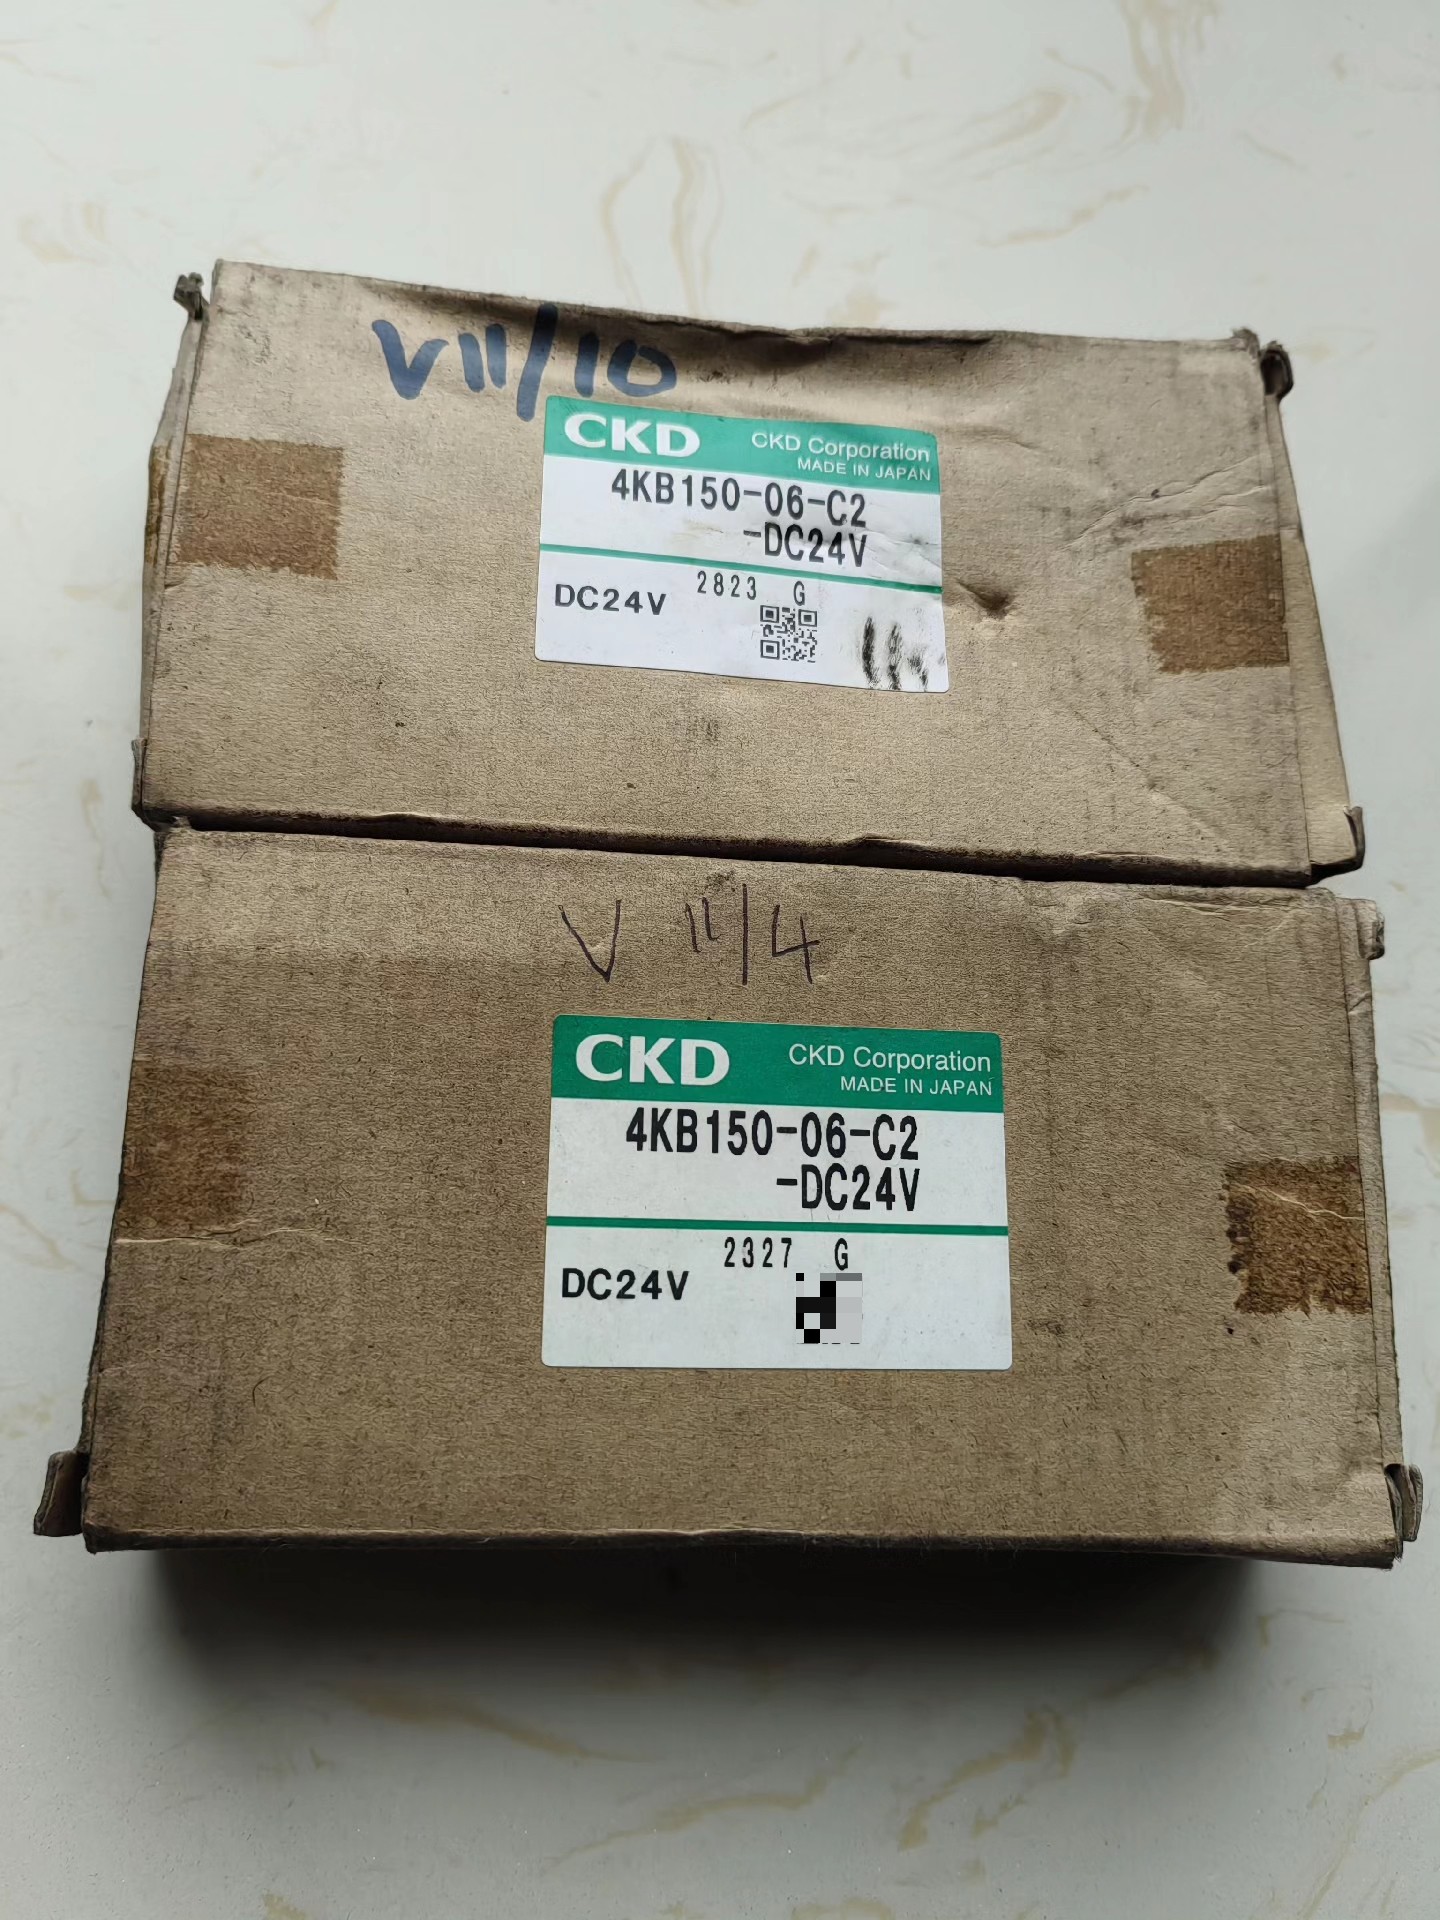 V11/10
CKD CKD Corporation
MADE IN JAPAN
4KB150-06-C2
-DC24V
2823 G
DC24V
V 11/4
CKD CKD Corporation
MADE IN JAPAN
4KB150-06-C2
-DC24V
2327 G
DC24V